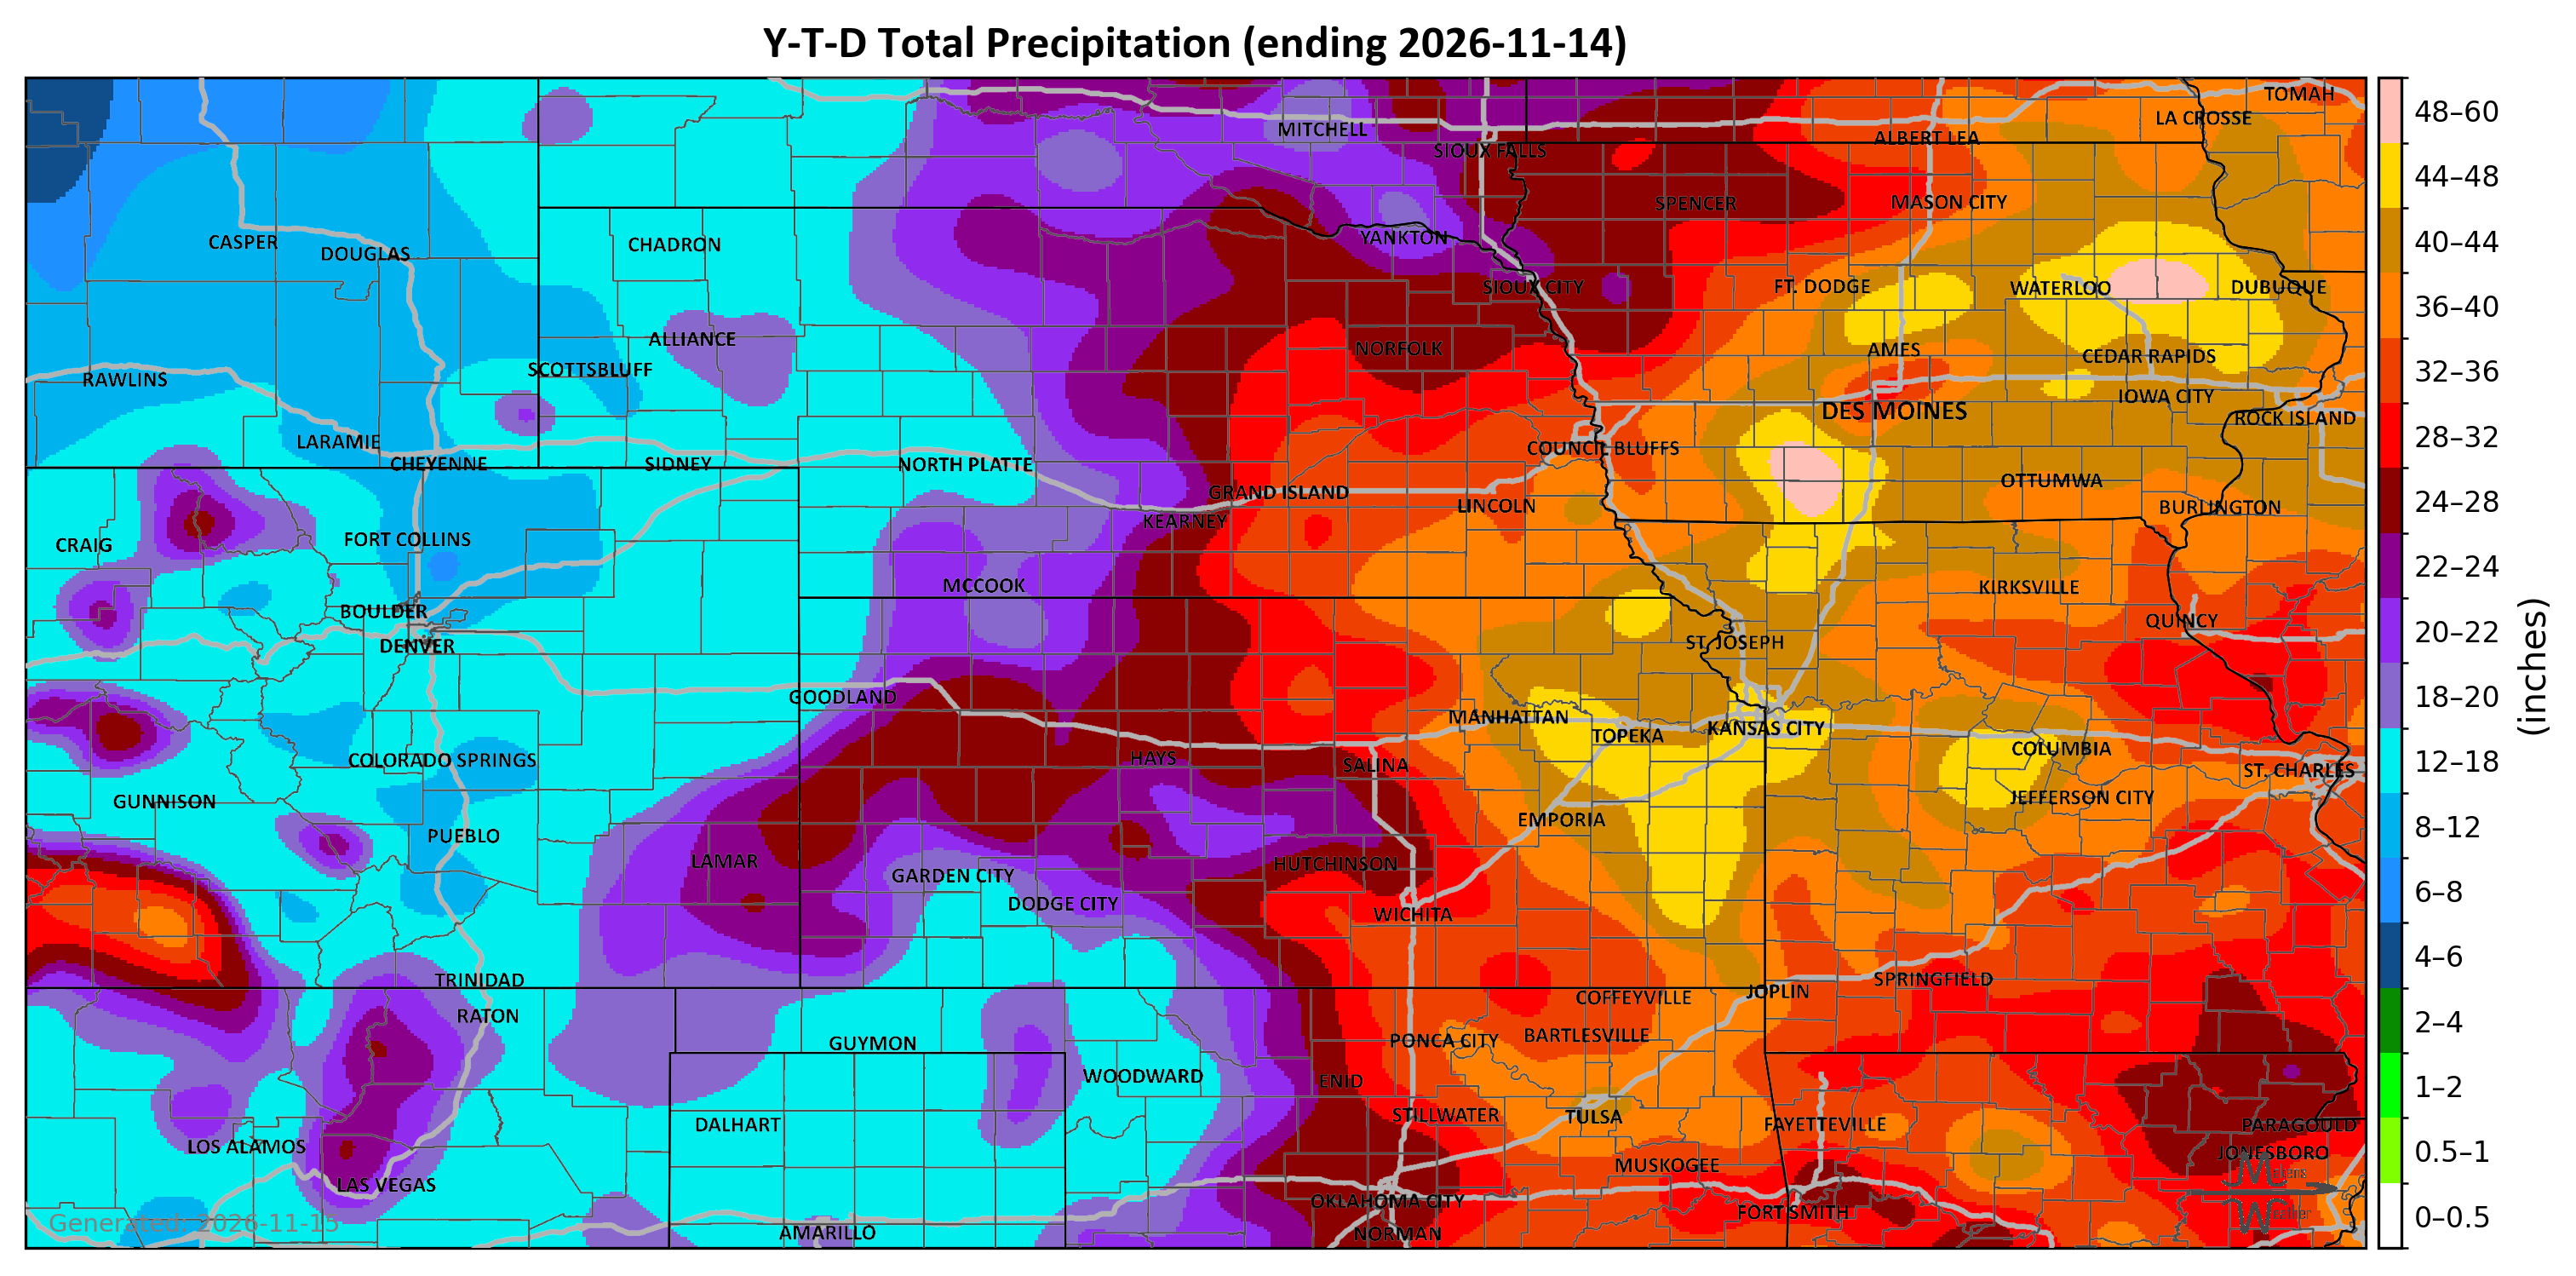 Y-T-D Total Precipitation (ending 2026-11-14)
TOMAH
LA CROSSE
MITCHELL
ALBERT LEA
SIOUX FALLS
SPENCER
MASON CITY
YANKTON
CASPER
CHADRON
DOUGLAS
SIOUX CITY
FT. DODGE
WATERLOO
DUBUQUE
ALLIANCE
NORFOLK
AMES
CEDAR RAPIDS
SCOTTSBLUFF
RAWLINS
IOWA CITY
DES MOINES
ROCK ISLAND
LARAMIE
COUNCIL BLUFFS
CHEYENNE
SIDNEY
NORTH PLATTE
OTTUMWA
GRAND ISLAND
LINCOLN
BURLINGTON
KEARNEY
CRAIG
FORT COLLINS
MCCOOK
KIRKSVILLE
BOULDER
QUINCY
DENVER
ST. JOSEPH
GOODLAND
MANHATTAN
TOPEKA
KANSAS CITY
COLUMBIA
COLORADO SPRINGS
HAYS
SALINA
ST. CHARLES
GUNNISON
JEFFERSON CITY
PUEBLO
EMPORIA
LAMAR
HUTCHINSON
GARDEN CITY
DODGE CITY
WICHITA
TRINIDAD
SPRINGFIELD
JOPLIN
COFFEYVILLE
RATON
GUYMON
PONCA CITY
BARTLESVILLE
WOODWARD
ENID
STILLWATER
TULSA
DALHART
FAYETTEVILLE
PARAGOULD
LOS ALAMOS
JONESBORO
MUSKOGEE
LAS VEGAS
OKLAHOMA CITY
FORT SMITH
AMARILLO
NORMAN
Generated: 2026-11-15
Makens
Weather
48–60
44–48
40–44
36–40
32–36
28–32
24–28
22–24
20–22
18–20
12–18
8–12
6–8
4–6
2–4
1–2
0.5–1
0–0.5
(inches)